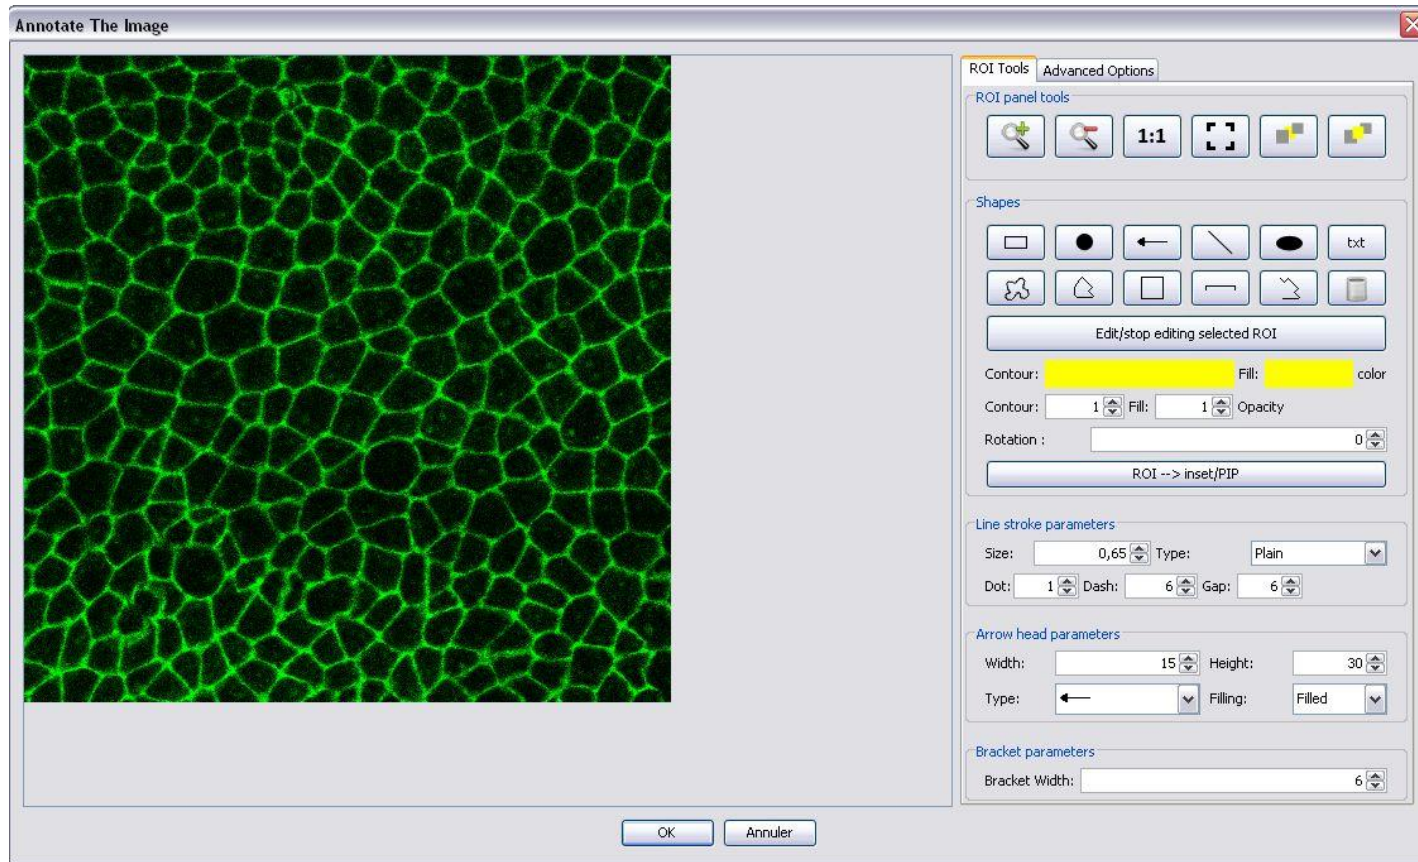 Annotate The Image
ROI Tools Advanced Options
ROI panel tools
1:1
Shapes
txt
Edit/stop editing selected ROI
Contour: Fill: color
Contour: 1 Fill: 1 Opacity
Rotation : 0
ROI --> inset/PIP
Line stroke parameters
Size: 0,65 Type: Plain
Dot: 1 Dash: 6 Gap: 6
Arrow head parameters
Width: 15 Height: 30
Type: Filling: Filled
Bracket parameters
Bracket Width: 6
OK Annuler